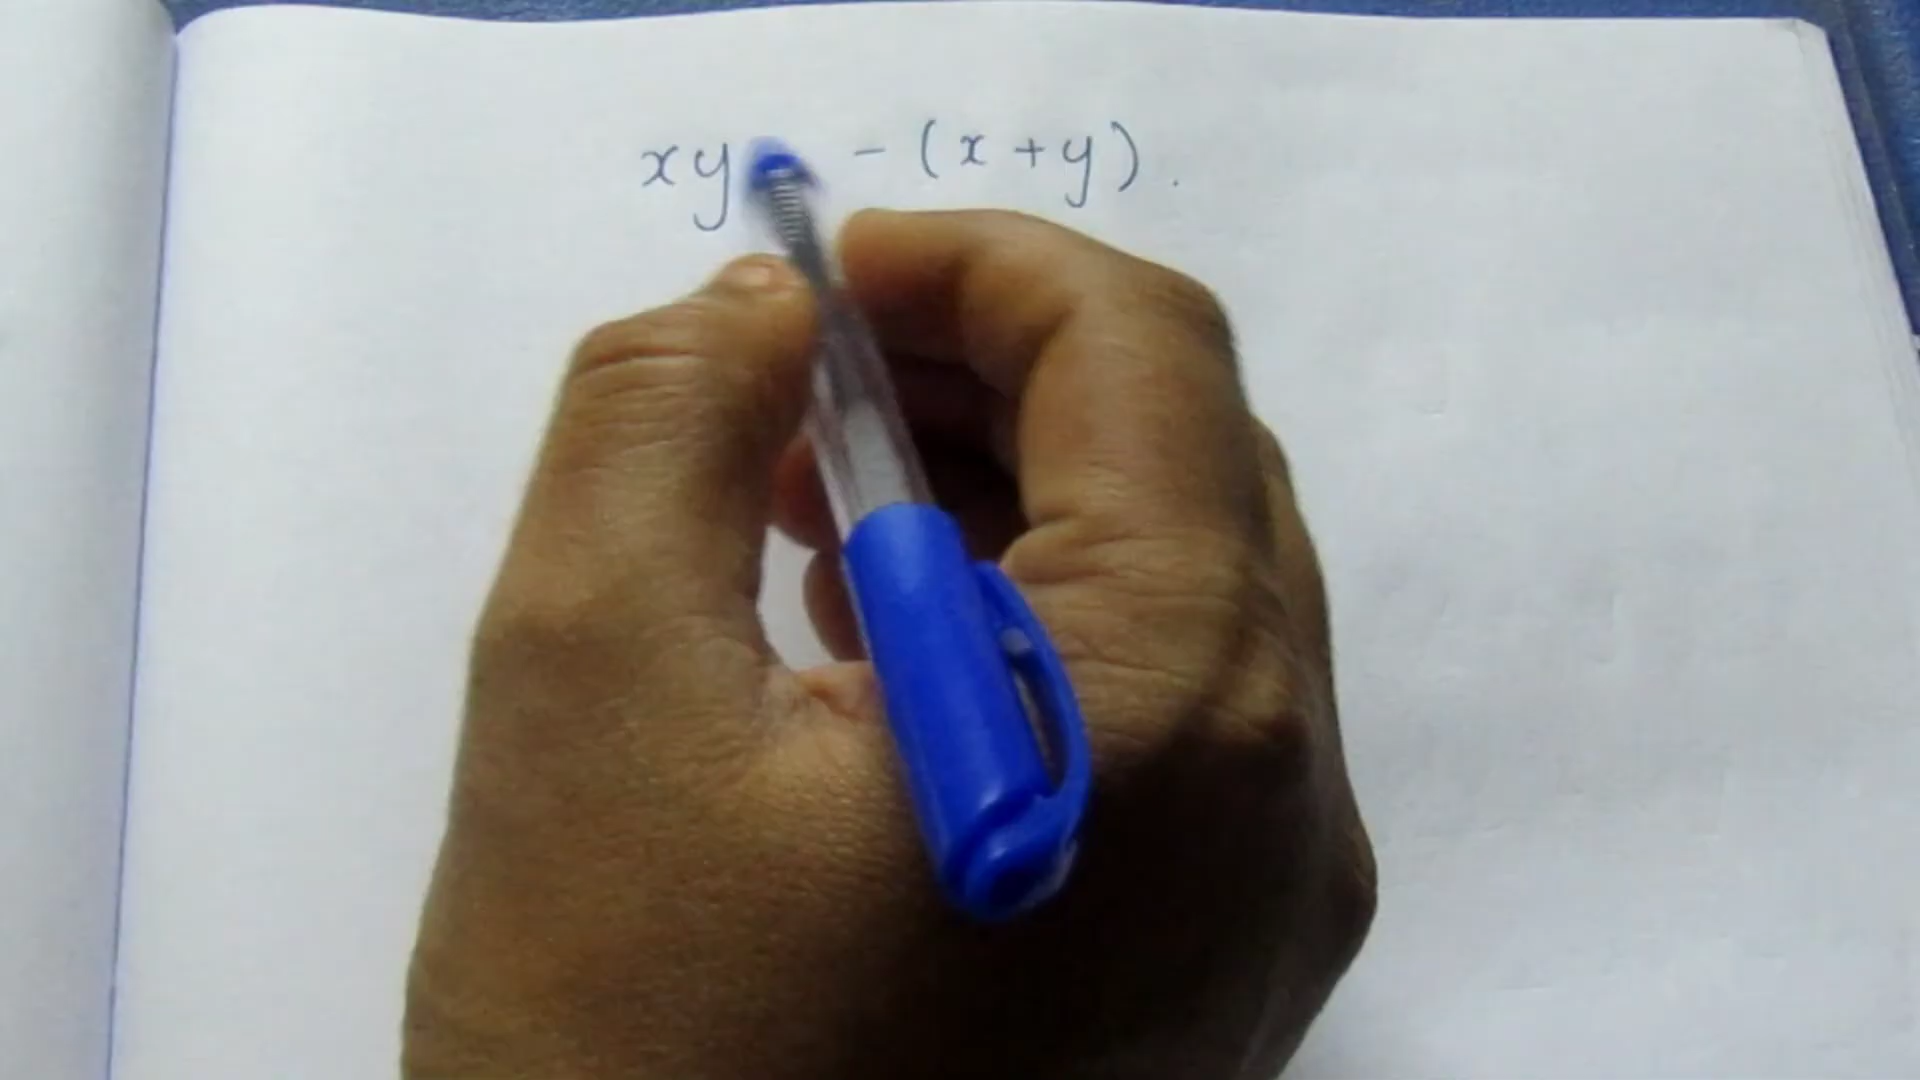 xy - (x + y).